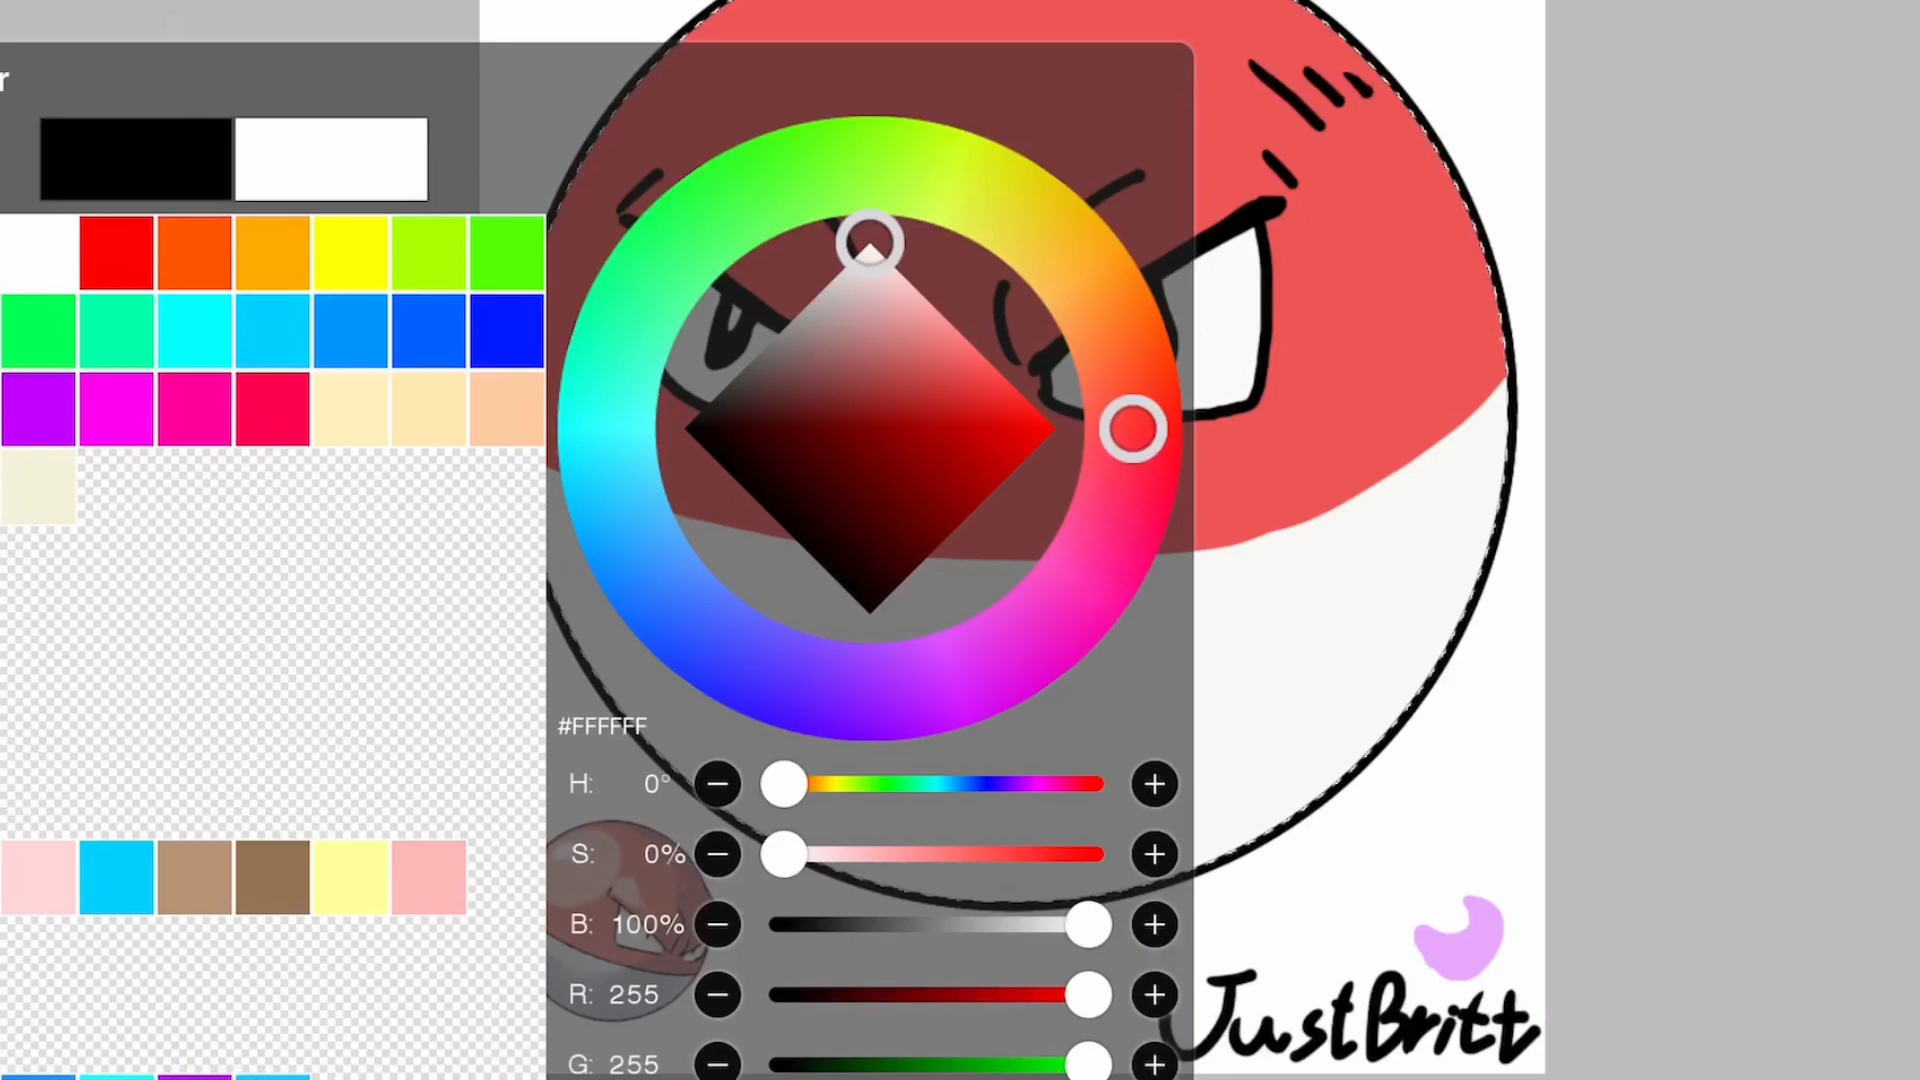 r
#FFFFFF
H: 0°
S: 0%
B: 100%
R: 255
G: 255
JustBritt